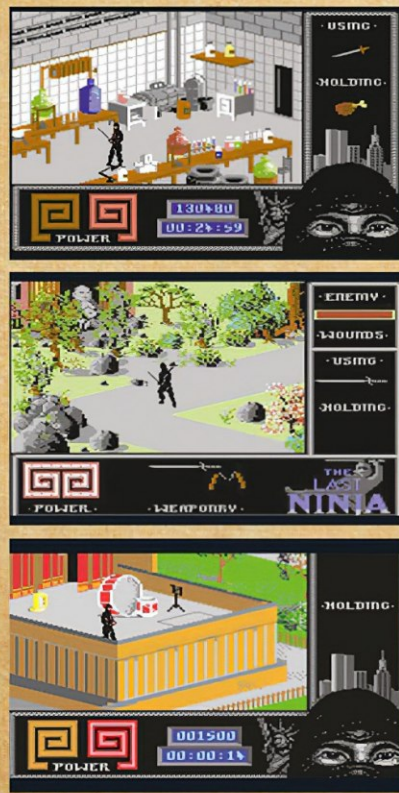 ·USING·
·HOLDING·
130480
00:24:59
POWER
·ENEMY·
·WOUNDS·
·USING·
·HOLDING·
·POWER·
·WEAPONRY·
THE
LAST
NINJA
·HOLDING·
001500
00:00:14
POWER